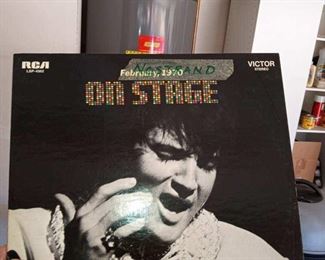 RCA
LSP-4362
VICTOR
STEREO
February, 1970
NOSTRAND
ON STAGE